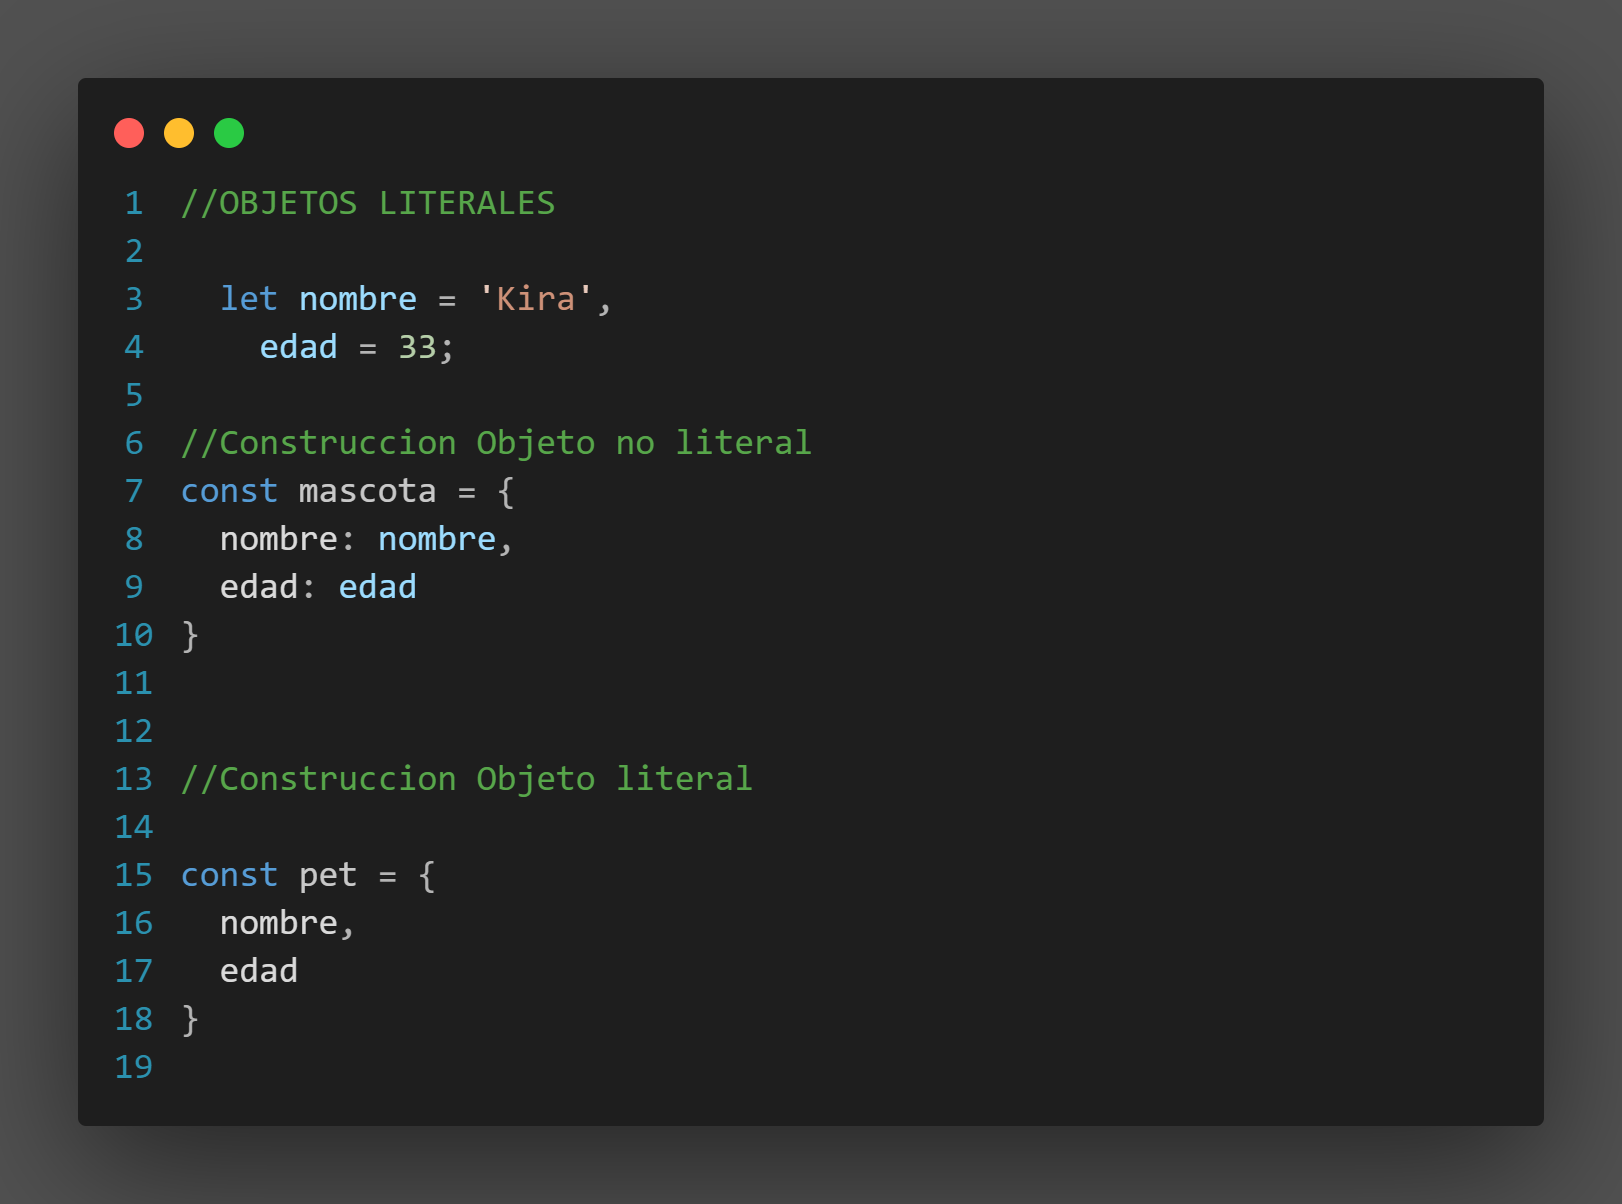 1 //OBJETOS LITERALES
2
3   let nombre = 'Kira',
4     edad = 33;
5
6 //Construccion Objeto no literal
7 const mascota = {
8   nombre: nombre,
9   edad: edad
10 }
11
12
13 //Construccion Objeto literal
14
15 const pet = {
16   nombre,
17   edad
18 }
19